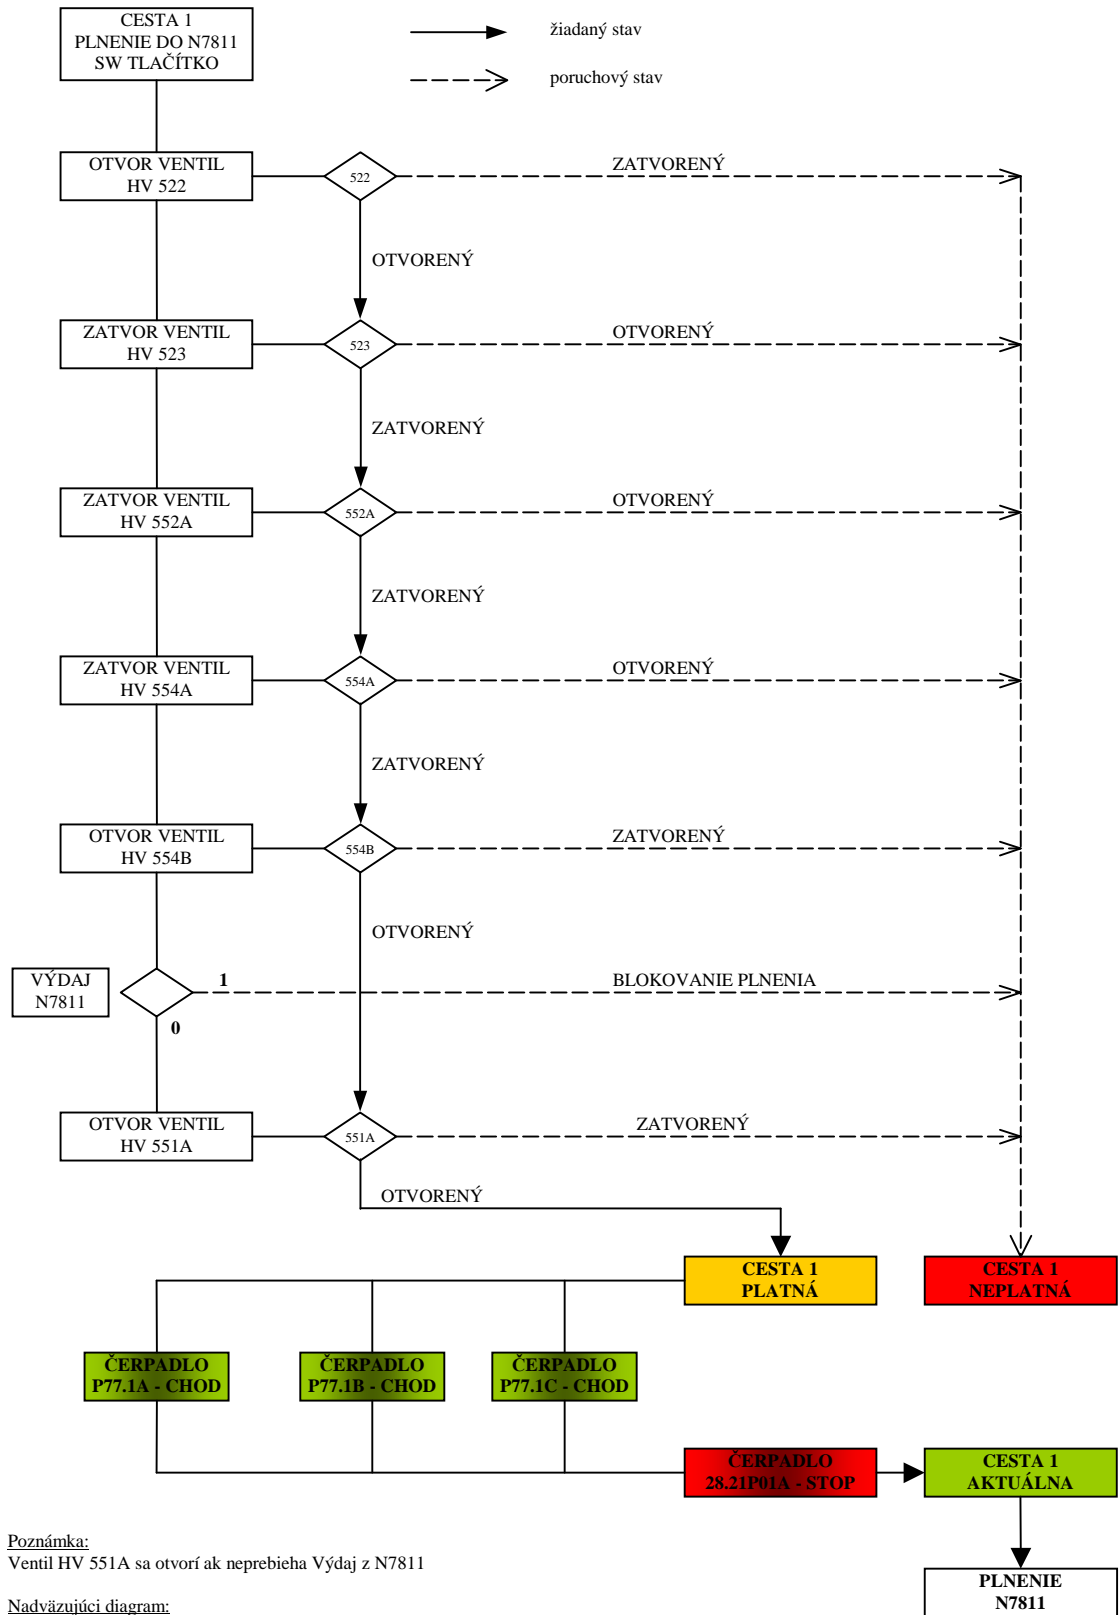 CESTA 1
PLNENIE DO N7811
SW TLAČÍTKO
žiadaný stav
poruchový stav
OTVOR VENTIL
HV 522
522
ZATVORENÝ
OTVORENÝ
ZATVOR VENTIL
HV 523
523
OTVORENÝ
ZATVORENÝ
ZATVOR VENTIL
HV 552A
552A
OTVORENÝ
ZATVORENÝ
ZATVOR VENTIL
HV 554A
554A
OTVORENÝ
ZATVORENÝ
OTVOR VENTIL
HV 554B
554B
ZATVORENÝ
OTVORENÝ
VÝDAJ
N7811
1
BLOKOVANIE PLNENIA
0
OTVOR VENTIL
HV 551A
551A
ZATVORENÝ
OTVORENÝ
CESTA 1
PLATNÁ
CESTA 1
NEPLATNÁ
ČERPADLO
P77.1A - CHOD
ČERPADLO
P77.1B - CHOD
ČERPADLO
P77.1C - CHOD
ČERPADLO
28.21P01A - STOP
CESTA 1
AKTUÁLNA
Poznámka:
Ventil HV 551A sa otvorí ak neprebieha Výdaj z N7811
PLNENIE
N7811
Nadväzujúci diagram: